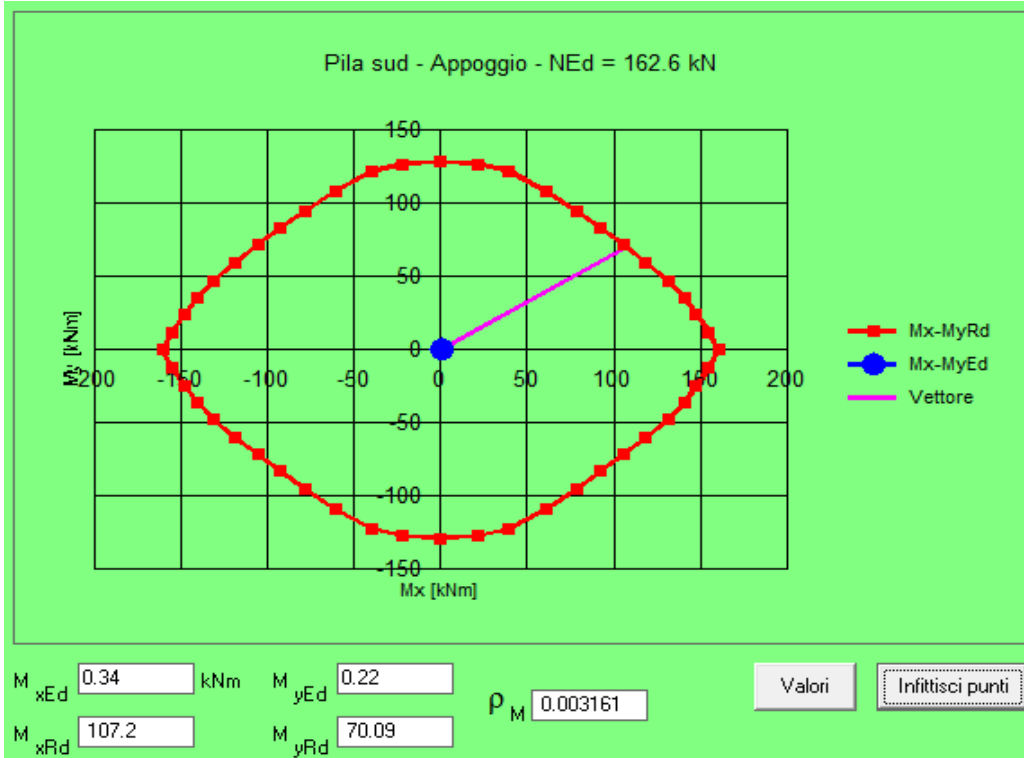 Pila sud - Appoggio - NEd = 162.6 kN
150
100
50
0
-200 -150 -100 -50 0 50 100 150 200
-50
-100
-150
My [kNm]
Mx [kNm]
Mx-MyRd
Mx-MyEd
Vettore
M xEd 0.34 kNm M yEd 0.22
M xRd 107.2 M yRd 70.09
ρ M 0.003161
Valori
Infittisci punti